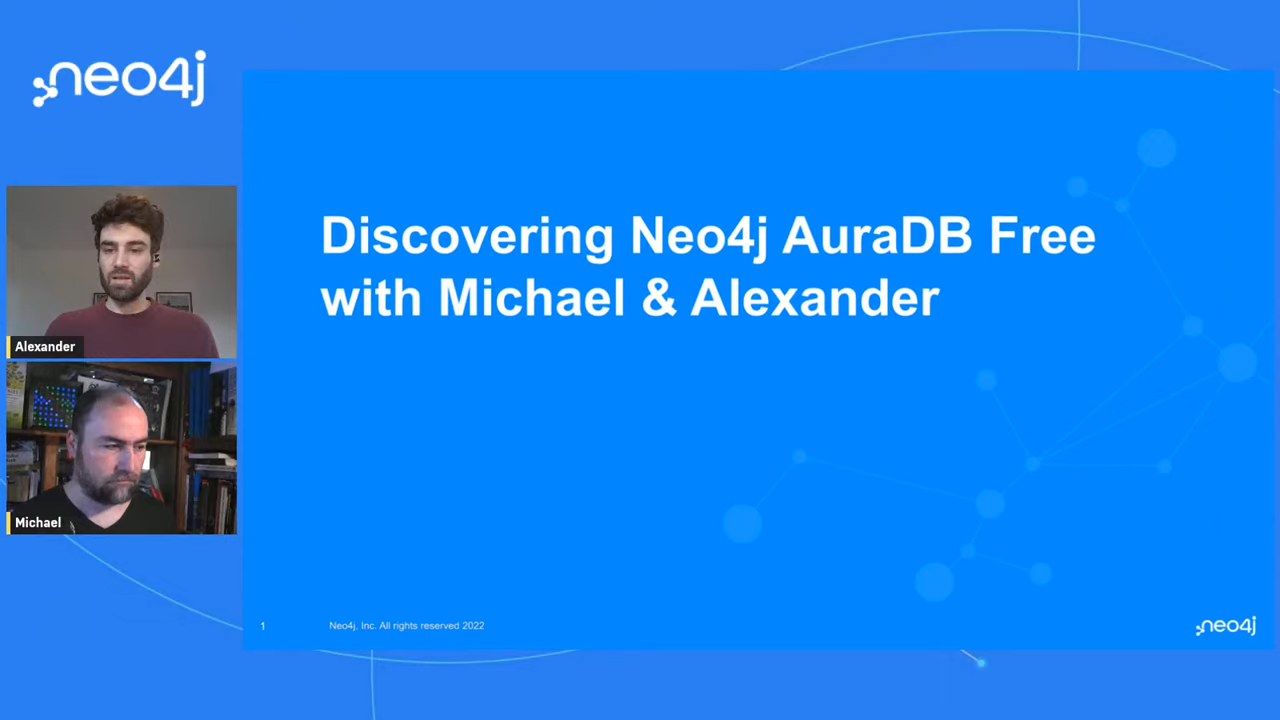 neo4j
Discovering Neo4j AuraDB Free
with Michael & Alexander
Alexander
Michael
1
Neo4j, Inc. All rights reserved 2022
neo4j